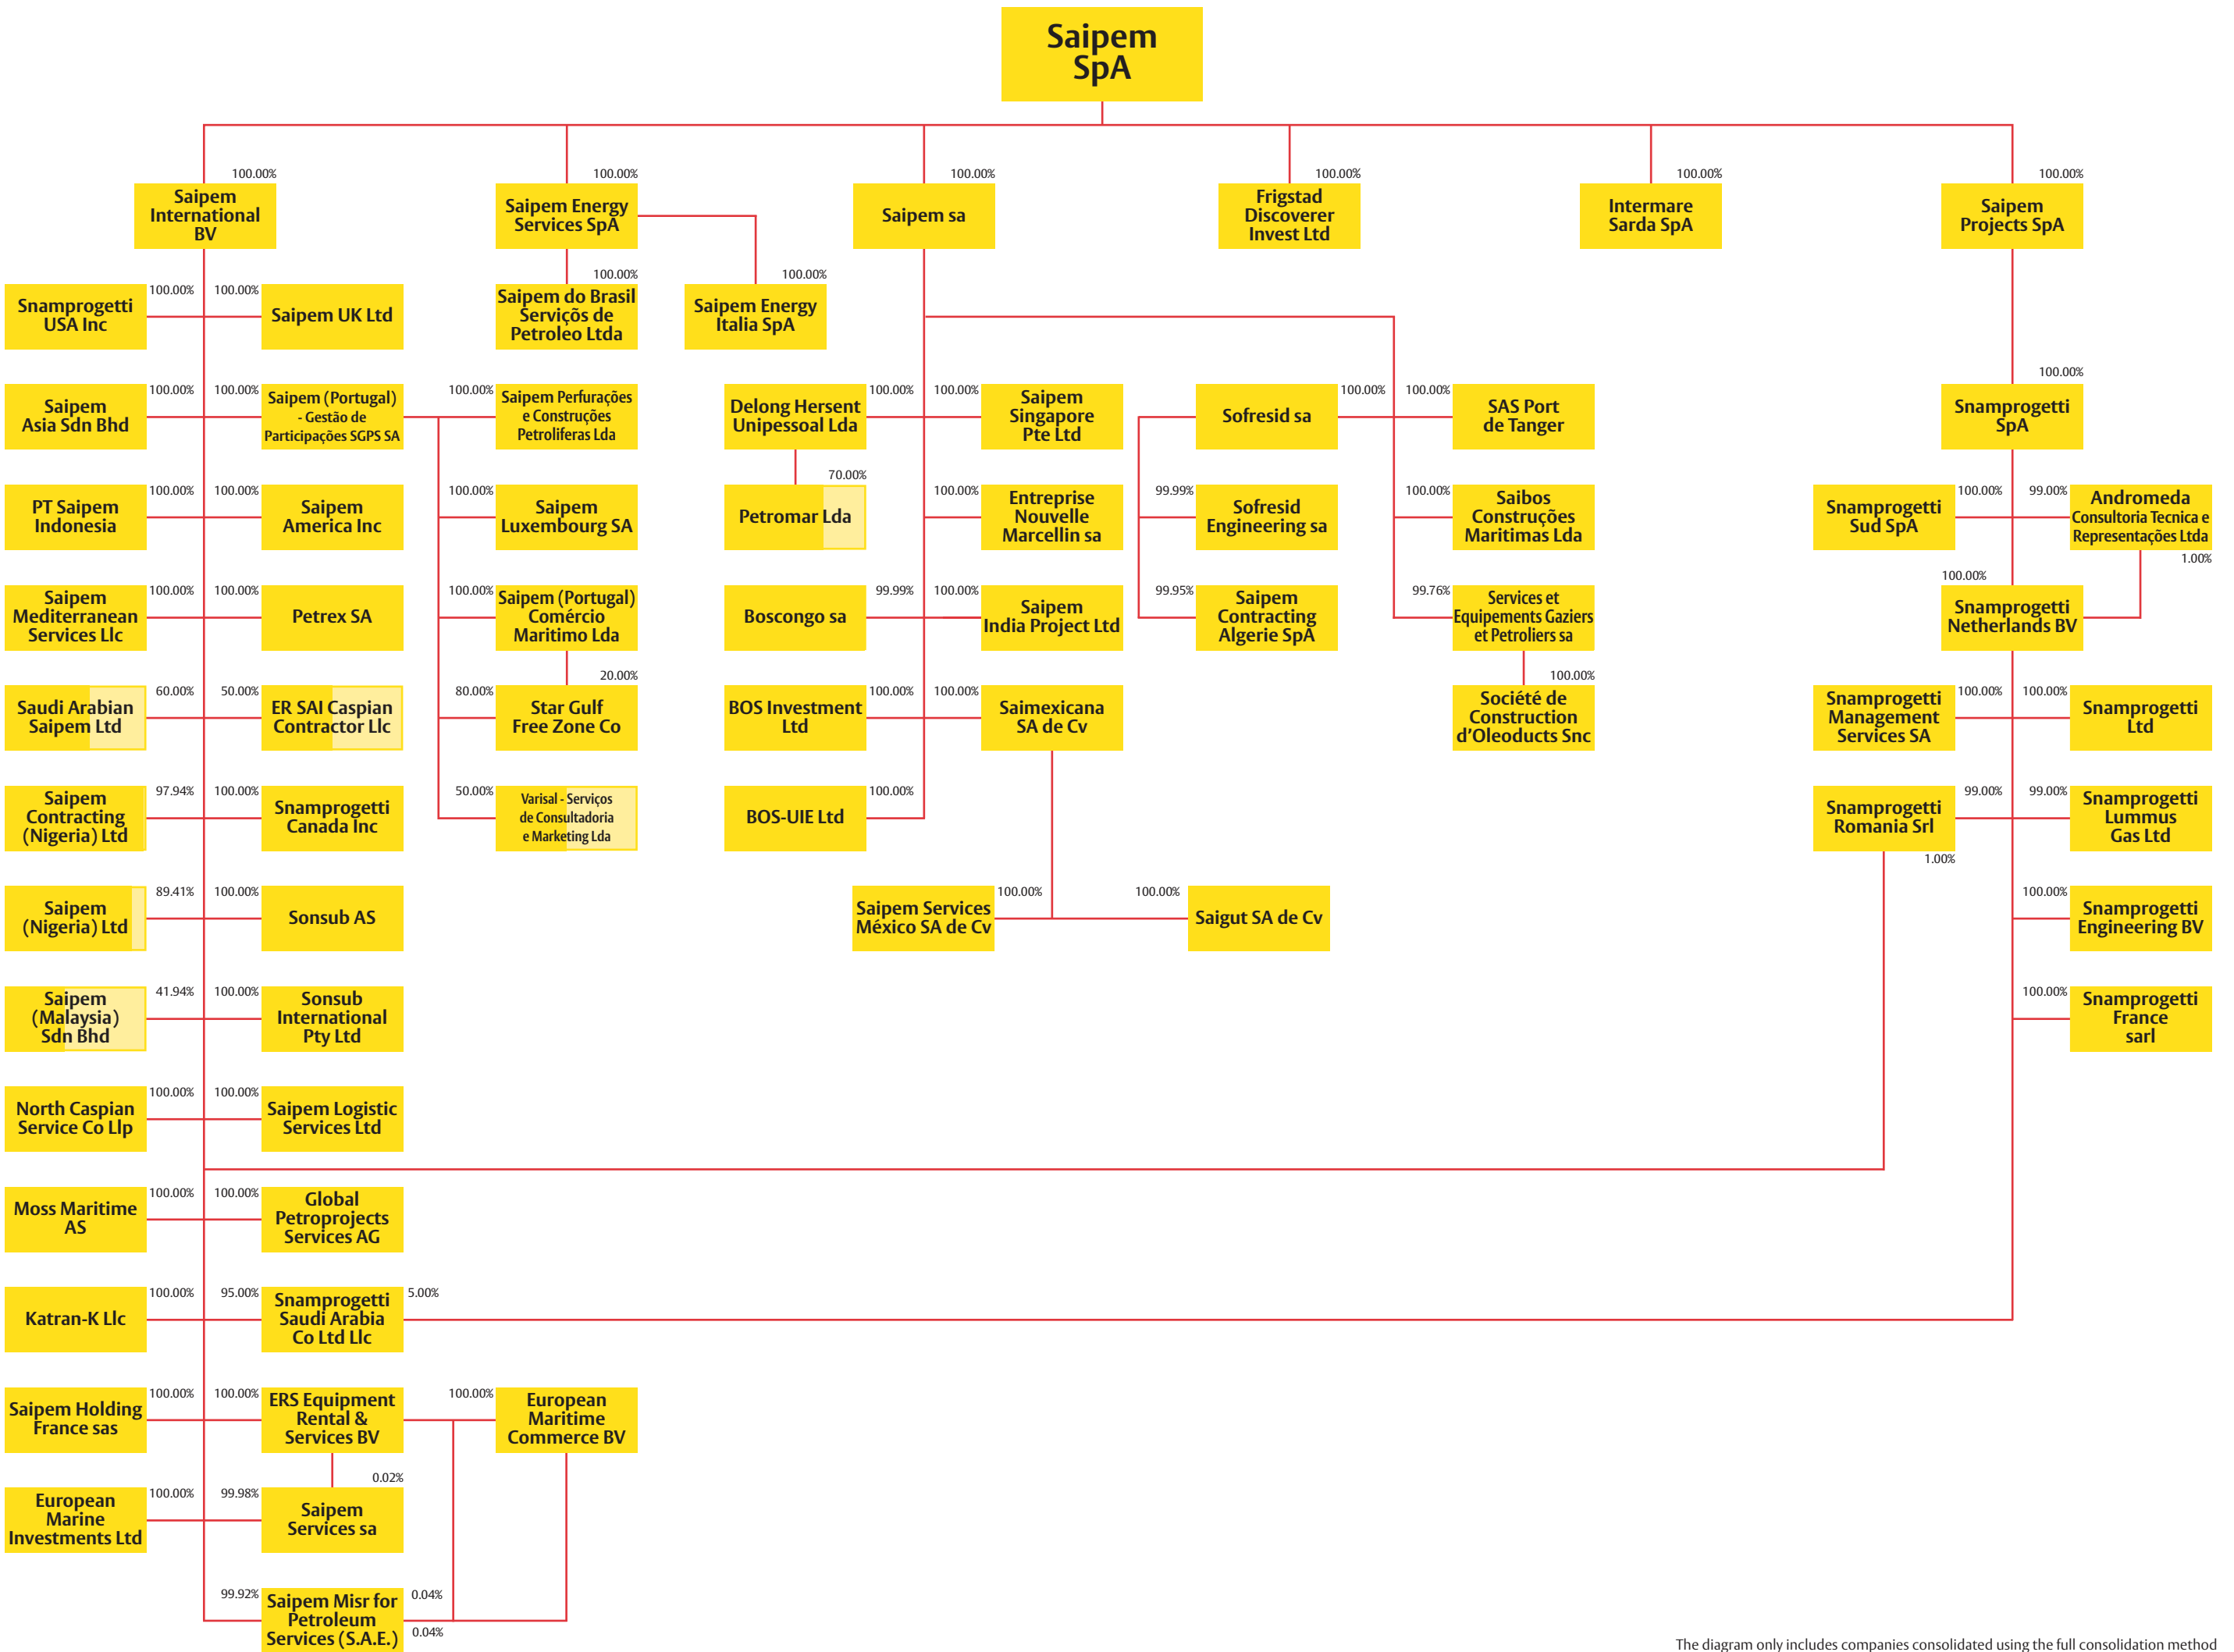 Saipem
SpA
100.00%
100.00%
100.00%
100.00%
100.00%
100.00%
Saipem
International
BV
Saipem Energy
Services SpA
Saipem sa
Frigstad
Discoverer
Invest Ltd
Intermare
Sarda SpA
Saipem
Projects SpA
100.00%
100.00%
100.00%
100.00%
Snamprogetti
USA Inc
Saipem UK Ltd
Saipem do Brasil
Serviçõs de
Petroleo Ltda
Saipem Energy
Italia SpA
100.00%
100.00%
100.00%
100.00%
100.00%
100.00%
100.00%
100.00%
Saipem
Asia Sdn Bhd
Saipem (Portugal)
- Gestão de
Participações SGPS SA
Saipem Perfurações
e Construções
Petroliferas Lda
Delong Hersent
Unipessoal Lda
Saipem
Singapore
Pte Ltd
Sofresid sa
SAS Port
de Tanger
Snamprogetti
SpA
100.00%
100.00%
100.00%
70.00%
100.00%
99.99%
100.00%
100.00%
99.00%
PT Saipem
Indonesia
Saipem
America Inc
Saipem
Luxembourg SA
Petromar Lda
Entreprise
Nouvelle
Marcellin sa
Sofresid
Engineering sa
Saibos
Construções
Maritimas Lda
Snamprogetti
Sud SpA
Andromeda
Consultoria Tecnica e
Representações Ltda
1.00%
100.00%
100.00%
100.00%
99.99%
100.00%
99.95%
99.76%
100.00%
Saipem
Mediterranean
Services Llc
Petrex SA
Saipem (Portugal)
Comércio
Maritimo Lda
Boscongo sa
Saipem
India Project Ltd
Saipem
Contracting
Algerie SpA
Services et
Equipements Gaziers
et Petroliers sa
Snamprogetti
Netherlands BV
60.00%
50.00%
80.00%
20.00%
100.00%
100.00%
100.00%
100.00%
100.00%
Saudi Arabian
Saipem Ltd
ER SAI Caspian
Contractor Llc
Star Gulf
Free Zone Co
BOS Investment
Ltd
Saimexicana
SA de Cv
Société de
Construction
d'Oleoducts Snc
Snamprogetti
Management
Services SA
Snamprogetti
Ltd
97.94%
100.00%
50.00%
100.00%
99.00%
99.00%
Saipem
Contracting
(Nigeria) Ltd
Snamprogetti
Canada Inc
Varisal - Serviços
de Consultadoria
e Marketing Lda
BOS-UIE Ltd
Snamprogetti
Romania Srl
1.00%
Snamprogetti
Lummus
Gas Ltd
89.41%
100.00%
100.00%
100.00%
100.00%
Saipem
(Nigeria) Ltd
Sonsub AS
Saipem Services
México SA de Cv
Saigut SA de Cv
Snamprogetti
Engineering BV
41.94%
100.00%
100.00%
Saipem
(Malaysia)
Sdn Bhd
Sonsub
International
Pty Ltd
Snamprogetti
France
sarl
100.00%
100.00%
North Caspian
Service Co Llp
Saipem Logistic
Services Ltd
100.00%
100.00%
Moss Maritime
AS
Global
Petroprojects
Services AG
100.00%
95.00%
5.00%
Katran-K Llc
Snamprogetti
Saudi Arabia
Co Ltd Llc
100.00%
100.00%
100.00%
Saipem Holding
France sas
ERS Equipment
Rental &
Services BV
European
Maritime
Commerce BV
100.00%
99.98%
0.02%
European
Marine
Investments Ltd
Saipem
Services sa
99.92%
0.04%
Saipem Misr for
Petroleum
Services (S.A.E.)
0.04%
The diagram only includes companies consolidated using the full consolidation method